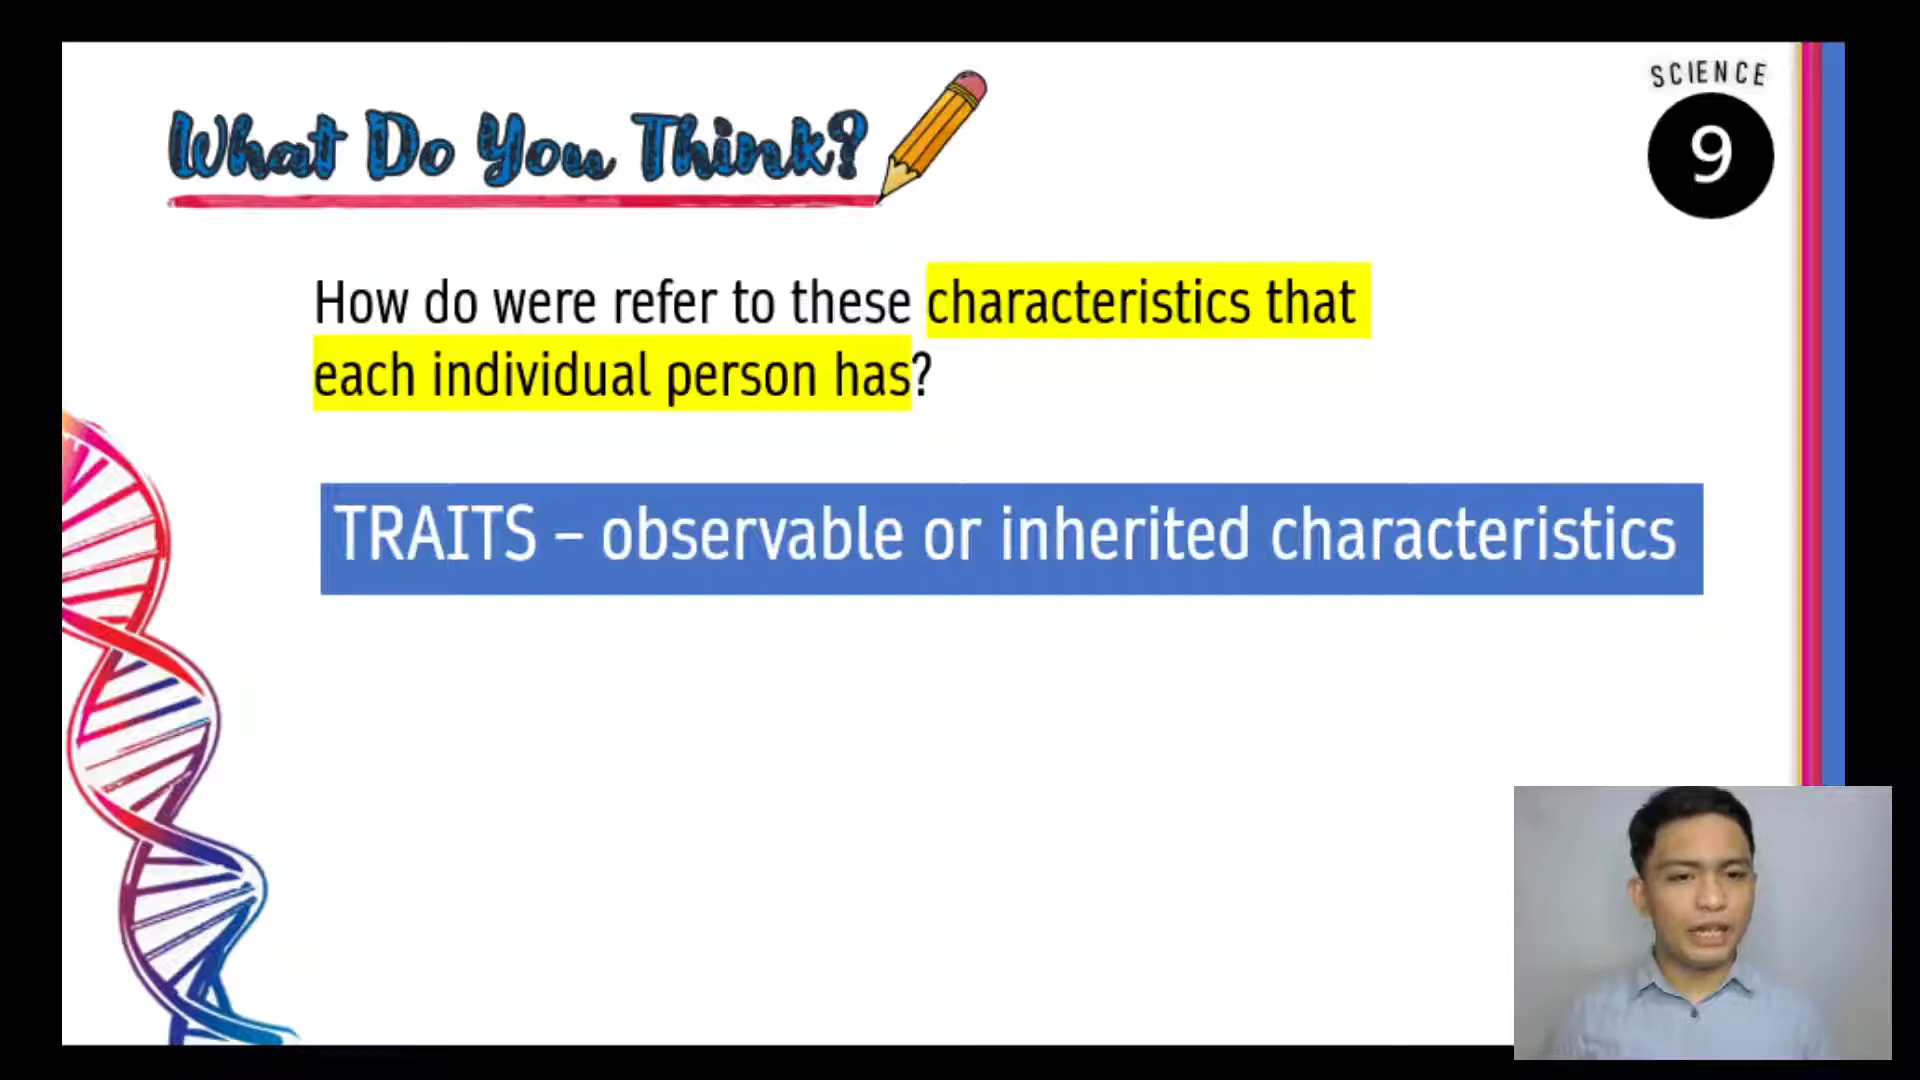 SCIENCE
9
What Do You Think?
How do were refer to these characteristics that
each individual person has?
TRAITS – observable or inherited characteristics